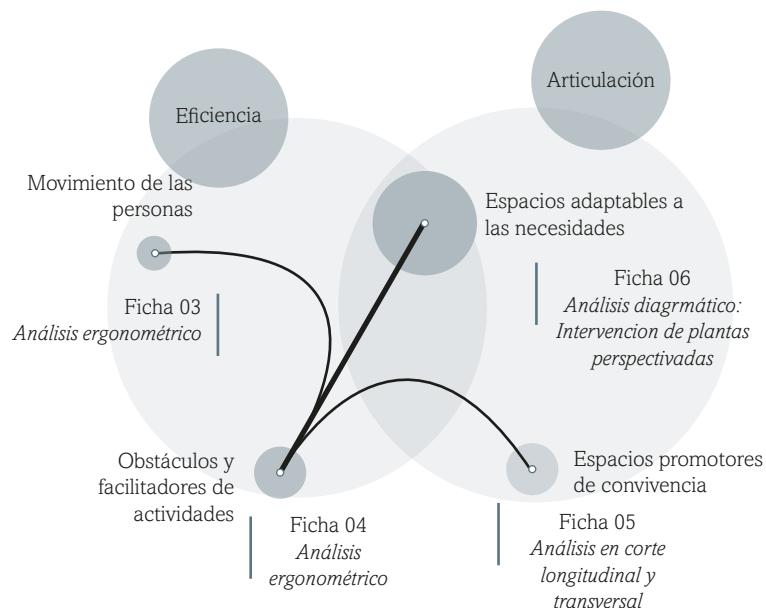 Eficiencia
Articulación
Movimiento de las
personas
Espacios adaptables a
las necesidades
Ficha 03
Análisis ergonométrico
Ficha 06
Análisis diagrmático:
Intervencion de plantas
perspectivadas
Obstáculos y
facilitadores de
actividades
Espacios promotores
de convivencia
Ficha 04
Análisis
ergonométrico
Ficha 05
Análisis en corte
longitudinal y
transversal